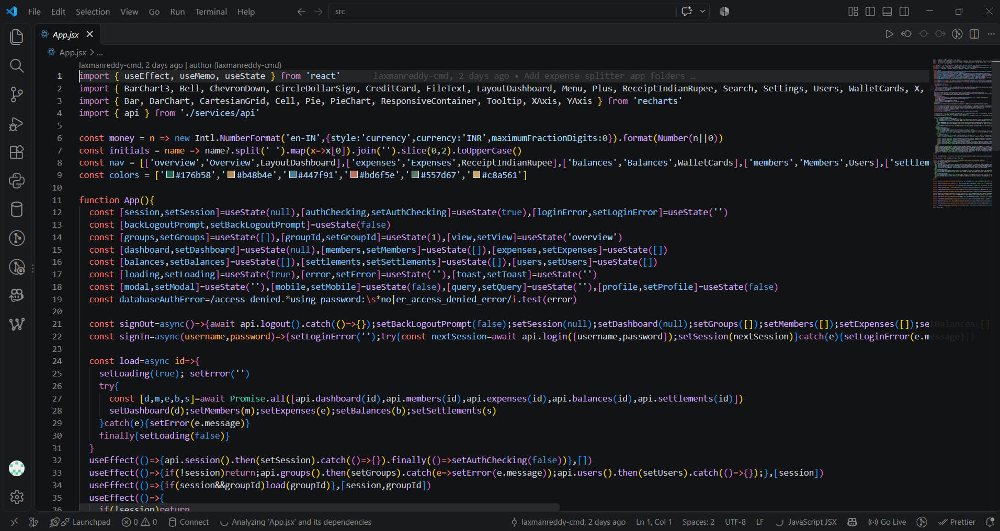 File Edit Selection View Go Run Terminal Help
src
App.jsx
App.jsx > ...
laxmanreddy-cmd, 2 days ago | author (laxmanreddy-cmd)
1 import { useEffect, useMemo, useState } from 'react' laxmanreddy-cmd, 2 days ago • Add expense splitter app folders …
2 import { BarChart3, Bell, ChevronDown, CircleDollarSign, CreditCard, FileText, LayoutDashboard, Menu, Plus, ReceiptIndianRupee, Search, Settings, Users, WalletCards, X,
3 import { Bar, BarChart, CartesianGrid, Cell, Pie, PieChart, ResponsiveContainer, Tooltip, XAxis, YAxis } from 'recharts'
4 import { api } from './services/api'
5
6 const money = n => new Intl.NumberFormat('en-IN',{style:'currency',currency:'INR',maximumFractionDigits:0}).format(Number(n||0))
7 const initials = name => name?.split(' ').map(x=>x[0]).join('').slice(0,2).toUpperCase()
8 const nav = [['overview','Overview',LayoutDashboard],['expenses','Expenses',ReceiptIndianRupee],['balances','Balances',WalletCards],['members','Members',Users],['settlem
9 const colors = ['#176b58','#b48b4e','#447f91','#bd6f5e','#557d67','#c8a561']
10
11 function App(){
12 const [session,setSession]=useState(null),[authChecking,setAuthChecking]=useState(true),[loginError,setLoginError]=useState('')
13 const [backLogoutPrompt,setBackLogoutPrompt]=useState(false)
14 const [groups,setGroups]=useState([]),[groupId,setGroupId]=useState(1),[view,setView]=useState('overview')
15 const [dashboard,setDashboard]=useState(null),[members,setMembers]=useState([]),[expenses,setExpenses]=useState([])
16 const [balances,setBalances]=useState([]),[settlements,setSettlements]=useState([]),[users,setUsers]=useState([])
17 const [loading,setLoading]=useState(true),[error,setError]=useState(''),[toast,setToast]=useState('')
18 const [modal,setModal]=useState(''),[mobile,setMobile]=useState(false),[query,setQuery]=useState(''),[profile,setProfile]=useState(false)
19 const databaseAuthError=/access denied.*using password:\s*no|er_access_denied_error/i.test(error)
20
21 const signOut=async()=>{await api.logout().catch(()=>{});setBackLogoutPrompt(false);setSession(null);setDashboard(null);setGroups([]);setMembers([]);setExpenses([]);setBalances([]
22 const signIn=async(username,password)=>{setLoginError('');try{const nextSession=await api.login({username,password});setSession(nextSession)}catch(e){setLoginError(e.message)}}
23
24 const load=async id=>{
25 setLoading(true); setError('')
26 try{
27 const [d,m,e,b,s]=await Promise.all([api.dashboard(id),api.members(id),api.expenses(id),api.balances(id),api.settlements(id)])
28 setDashboard(d);setMembers(m);setExpenses(e);setBalances(b);setSettlements(s)
29 }catch(e){setError(e.message)}
30 finally{setLoading(false)}
31 }
32 useEffect(()=>{api.session().then(setSession).catch(()=>{}).finally(()=>setAuthChecking(false))},[])
33 useEffect(()=>{if(!session)return;api.groups().then(setGroups).catch(e=>setError(e.message));api.users().then(setUsers).catch(()=>{});},[session])
34 useEffect(()=>{if(session&&groupId)load(groupId)},[session,groupId])
35 useEffect(()=>{
36 if(!session)return
Launchpad 0 0 Connect Analyzing 'App.jsx' and its dependencies laxmanreddy-cmd, 2 days ago Ln 1, Col 1 Spaces: 2 UTF-8 LF JavaScript JSX Go Live Prettier